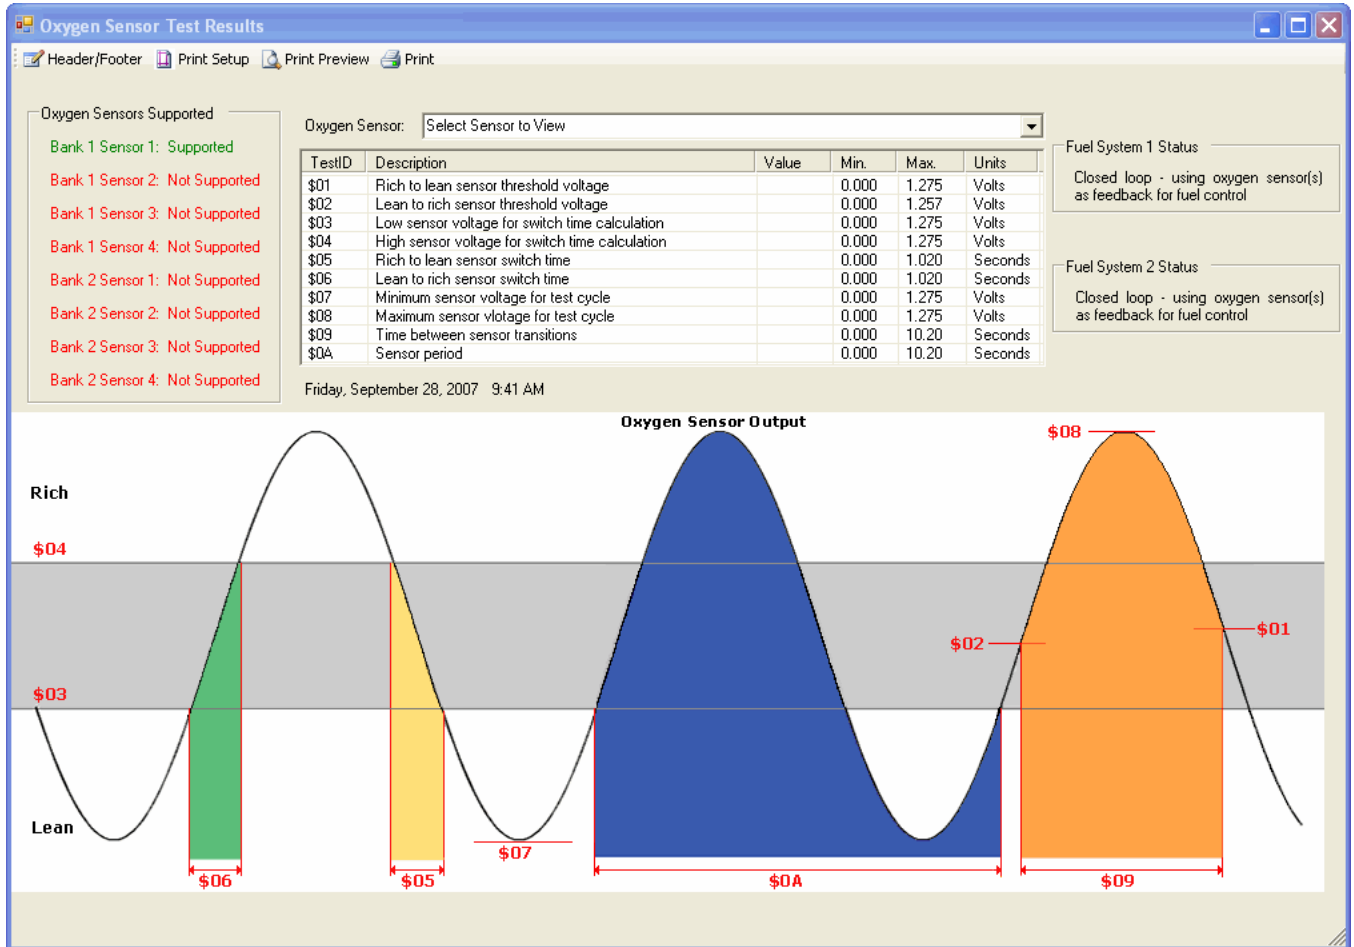 Oxygen Sensor Test Results
Header/Footer Print Setup Print Preview Print
Oxygen Sensors Supported
Bank 1 Sensor 1: Supported
Bank 1 Sensor 2: Not Supported
Bank 1 Sensor 3: Not Supported
Bank 1 Sensor 4: Not Supported
Bank 2 Sensor 1: Not Supported
Bank 2 Sensor 2: Not Supported
Bank 2 Sensor 3: Not Supported
Bank 2 Sensor 4: Not Supported
Oxygen Sensor: Select Sensor to View
TestID Description Value Min. Max. Units
$01 Rich to lean sensor threshold voltage 0.000 1.275 Volts
$02 Lean to rich sensor threshold voltage 0.000 1.257 Volts
$03 Low sensor voltage for switch time calculation 0.000 1.275 Volts
$04 High sensor voltage for switch time calculation 0.000 1.275 Volts
$05 Rich to lean sensor switch time 0.000 1.020 Seconds
$06 Lean to rich sensor switch time 0.000 1.020 Seconds
$07 Minimum sensor voltage for test cycle 0.000 1.275 Volts
$08 Maximum sensor vlotage for test cycle 0.000 1.275 Volts
$09 Time between sensor transitions 0.000 10.20 Seconds
$0A Sensor period 0.000 10.20 Seconds
Friday, September 28, 2007 9:41 AM
Fuel System 1 Status
Closed loop - using oxygen sensor(s)
as feedback for fuel control
Fuel System 2 Status
Closed loop - using oxygen sensor(s)
as feedback for fuel control
Oxygen Sensor Output
$08
Rich
$04
$01
$02
$03
Lean
$07
$06
$05
$0A
$09